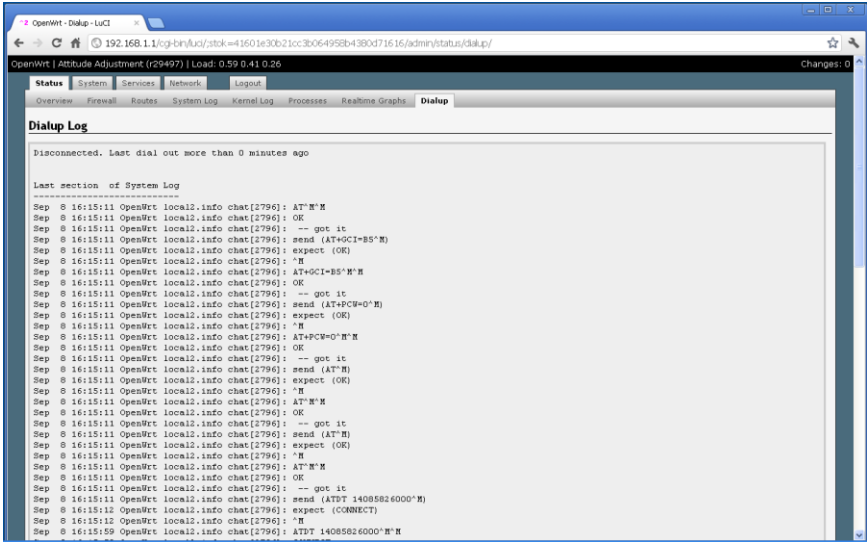 OpenWrt - Dialup - LuCI
192.168.1.1/cgi-bin/luci/;stok=41601e30b21cc3b064958b4380d71616/admin/status/dialup/
OpenWrt | Attitude Adjustment (r29497) | Load: 0.59 0.41 0.26 Changes: 0
Status System Services Network Logout
Overview Firewall Routes System Log Kernel Log Processes Realtime Graphs Dialup
Dialup Log
Disconnected. Last dial out more than 0 minutes ago
Last section of System Log
----------------------------
Sep 8 16:15:11 OpenWrt local2.info chat[2796]: AT^M^M
Sep 8 16:15:11 OpenWrt local2.info chat[2796]: OK
Sep 8 16:15:11 OpenWrt local2.info chat[2796]: -- got it
Sep 8 16:15:11 OpenWrt local2.info chat[2796]: send (AT+GCI=B5^M)
Sep 8 16:15:11 OpenWrt local2.info chat[2796]: expect (OK)
Sep 8 16:15:11 OpenWrt local2.info chat[2796]: ^M
Sep 8 16:15:11 OpenWrt local2.info chat[2796]: AT+GCI=B5^M^M
Sep 8 16:15:11 OpenWrt local2.info chat[2796]: OK
Sep 8 16:15:11 OpenWrt local2.info chat[2796]: -- got it
Sep 8 16:15:11 OpenWrt local2.info chat[2796]: send (AT+PCW=0^M)
Sep 8 16:15:11 OpenWrt local2.info chat[2796]: expect (OK)
Sep 8 16:15:11 OpenWrt local2.info chat[2796]: ^M
Sep 8 16:15:11 OpenWrt local2.info chat[2796]: AT+PCW=0^M^M
Sep 8 16:15:11 OpenWrt local2.info chat[2796]: OK
Sep 8 16:15:11 OpenWrt local2.info chat[2796]: -- got it
Sep 8 16:15:11 OpenWrt local2.info chat[2796]: send (AT^M)
Sep 8 16:15:11 OpenWrt local2.info chat[2796]: expect (OK)
Sep 8 16:15:11 OpenWrt local2.info chat[2796]: ^M
Sep 8 16:15:11 OpenWrt local2.info chat[2796]: AT^M^M
Sep 8 16:15:11 OpenWrt local2.info chat[2796]: OK
Sep 8 16:15:11 OpenWrt local2.info chat[2796]: -- got it
Sep 8 16:15:11 OpenWrt local2.info chat[2796]: send (AT^M)
Sep 8 16:15:11 OpenWrt local2.info chat[2796]: expect (OK)
Sep 8 16:15:11 OpenWrt local2.info chat[2796]: ^M
Sep 8 16:15:11 OpenWrt local2.info chat[2796]: AT^M^M
Sep 8 16:15:11 OpenWrt local2.info chat[2796]: OK
Sep 8 16:15:11 OpenWrt local2.info chat[2796]: -- got it
Sep 8 16:15:11 OpenWrt local2.info chat[2796]: send (ATDT 14085826000^M)
Sep 8 16:15:12 OpenWrt local2.info chat[2796]: expect (CONNECT)
Sep 8 16:15:12 OpenWrt local2.info chat[2796]: ^M
Sep 8 16:15:59 OpenWrt local2.info chat[2796]: ATDT 14085826000^M^M